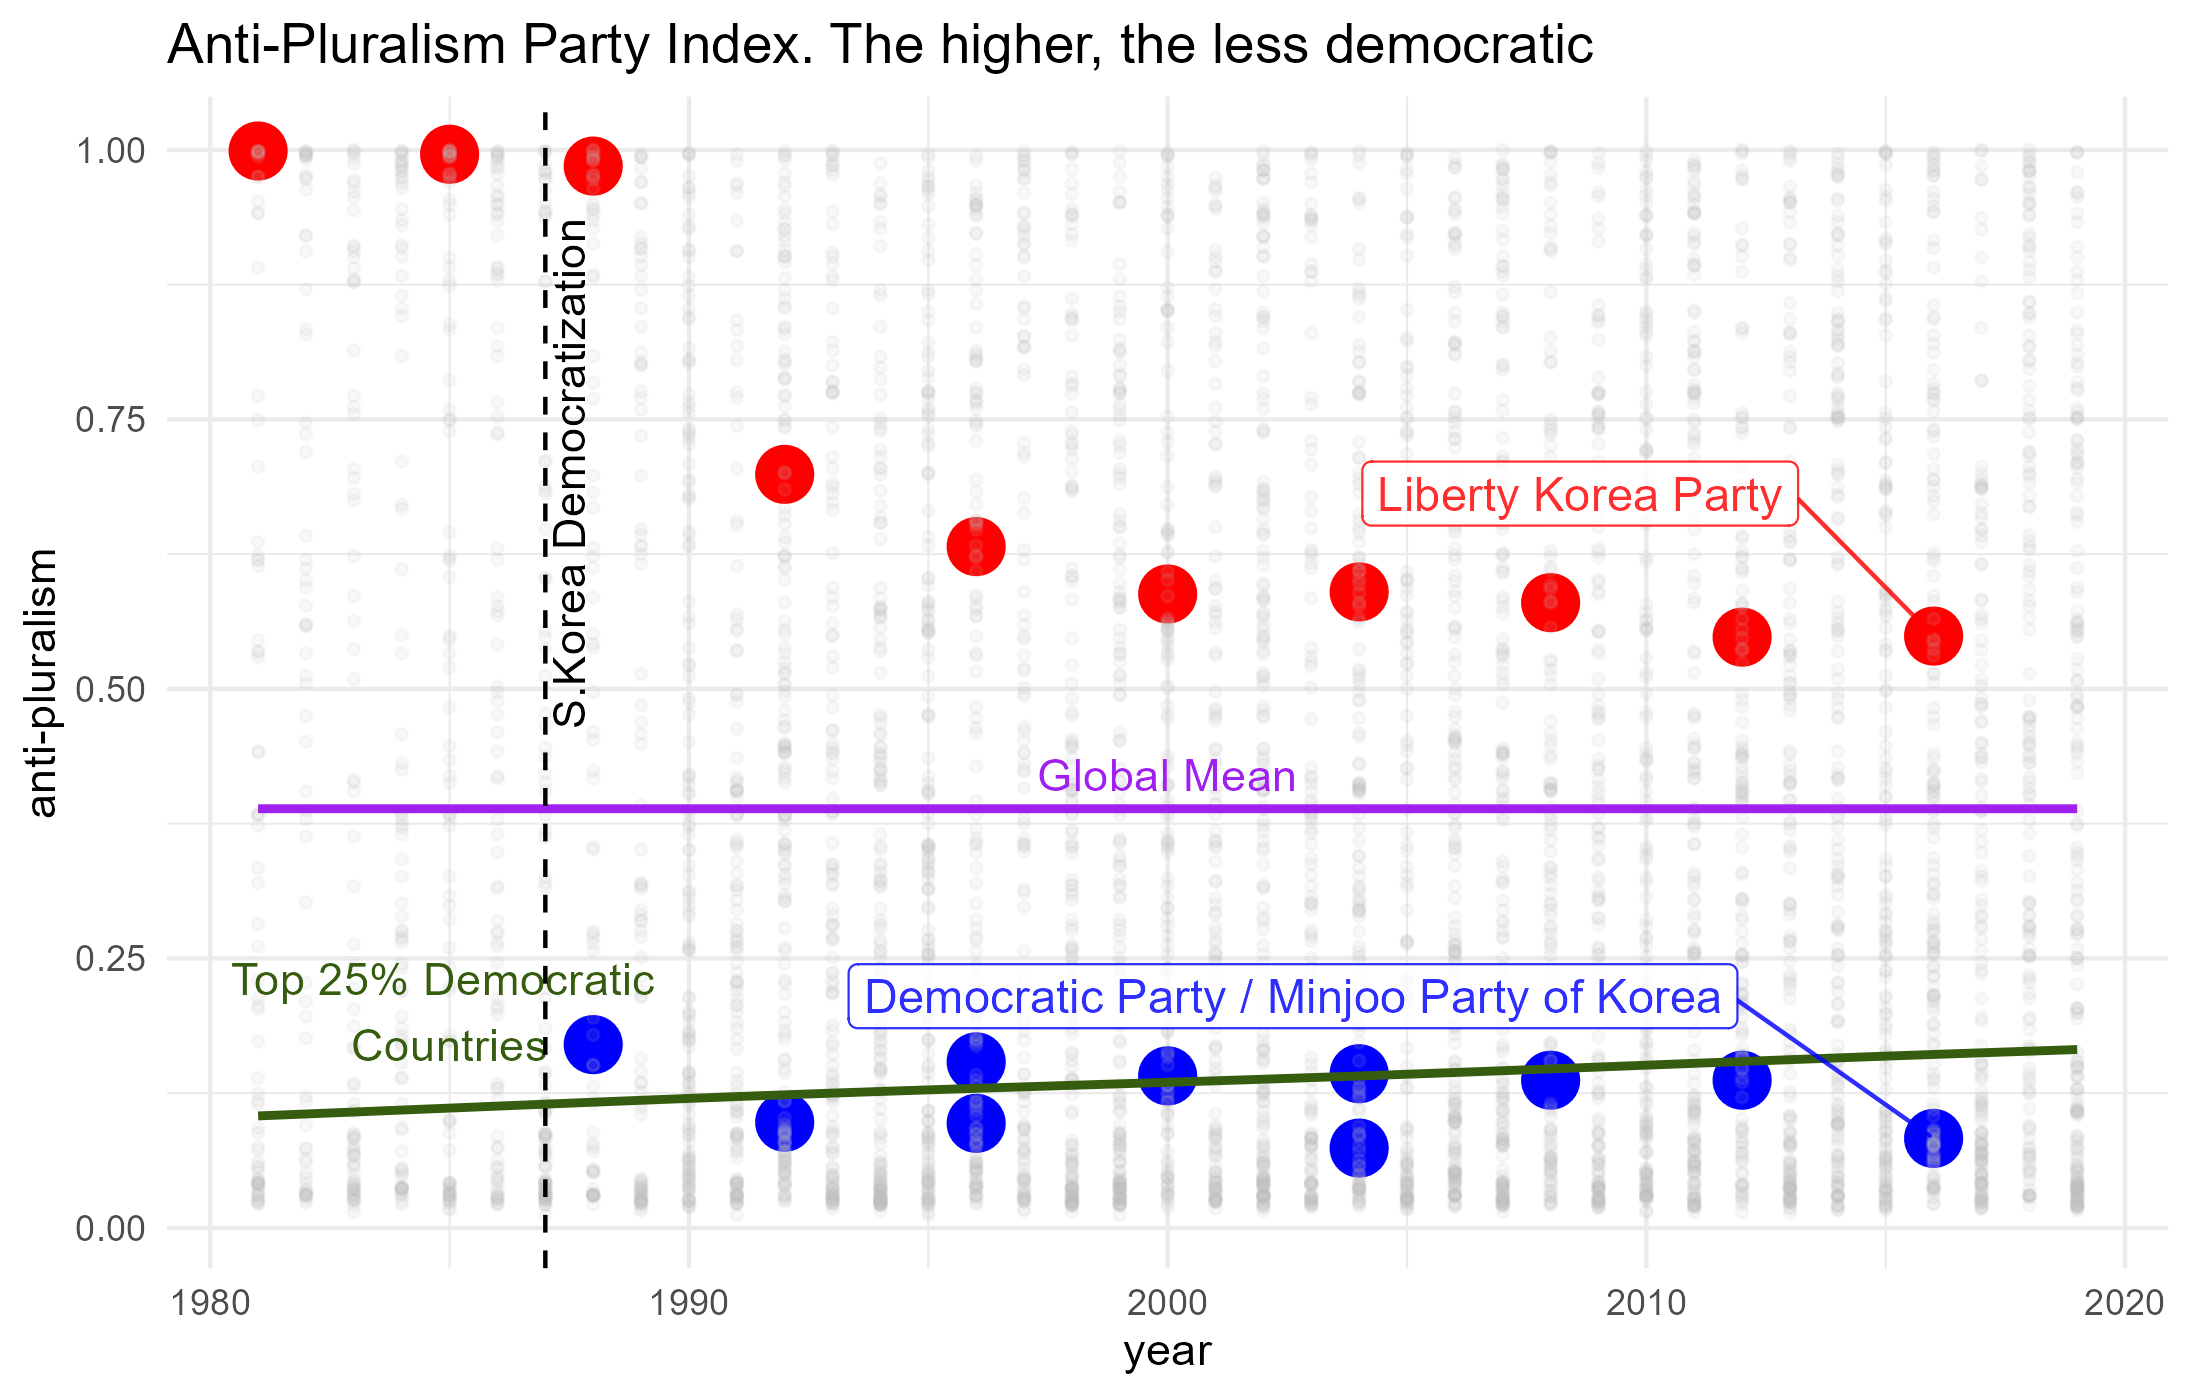 Anti-Pluralism Party Index. The higher, the less democratic
anti-pluralism
1.00
0.75
0.50
0.25
0.00
S.Korea Democratization
Liberty Korea Party
Global Mean
Top 25% Democratic
Countries
Democratic Party / Minjoo Party of Korea
1980
1990
2000
2010
2020
year